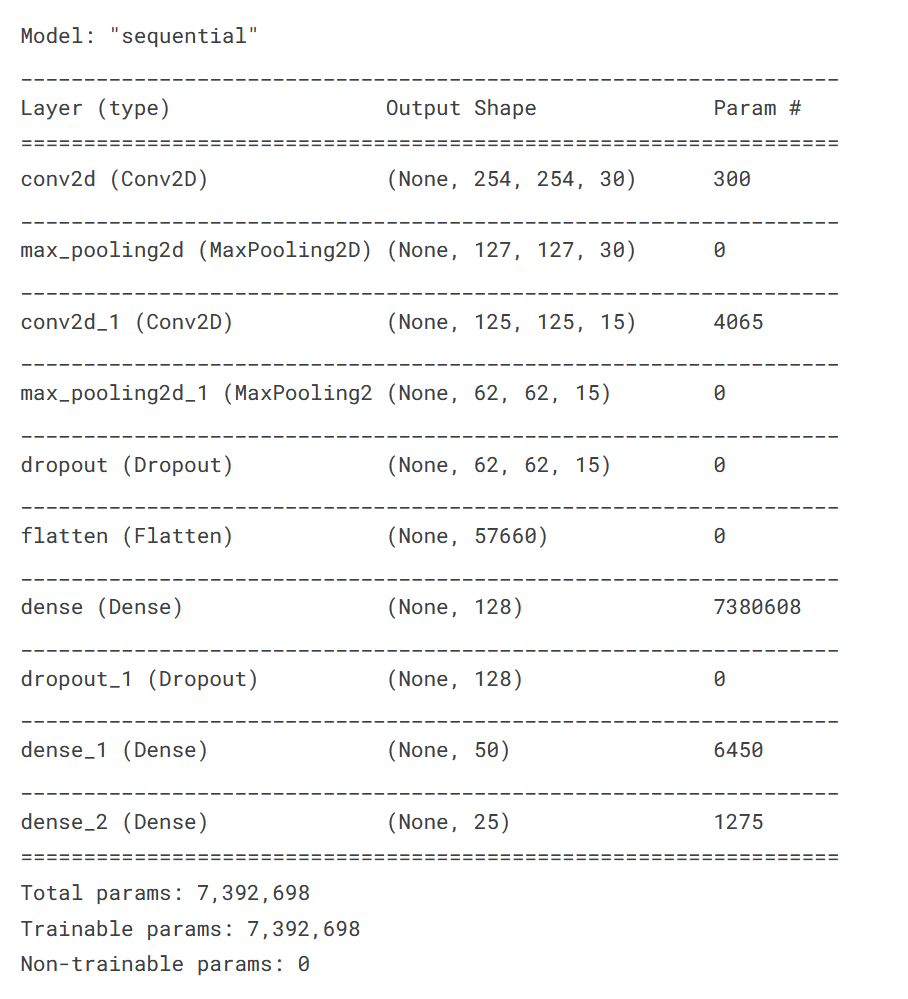 Model: "sequential"
_________________________________________________________________
Layer (type)                 Output Shape              Param #
=================================================================
conv2d (Conv2D)              (None, 254, 254, 30)      300
_________________________________________________________________
max_pooling2d (MaxPooling2D) (None, 127, 127, 30)      0
_________________________________________________________________
conv2d_1 (Conv2D)            (None, 125, 125, 15)      4065
_________________________________________________________________
max_pooling2d_1 (MaxPooling2 (None, 62, 62, 15)        0
_________________________________________________________________
dropout (Dropout)            (None, 62, 62, 15)        0
_________________________________________________________________
flatten (Flatten)            (None, 57660)             0
_________________________________________________________________
dense (Dense)                (None, 128)               7380608
_________________________________________________________________
dropout_1 (Dropout)          (None, 128)               0
_________________________________________________________________
dense_1 (Dense)              (None, 50)                6450
_________________________________________________________________
dense_2 (Dense)              (None, 25)                1275
=================================================================
Total params: 7,392,698
Trainable params: 7,392,698
Non-trainable params: 0